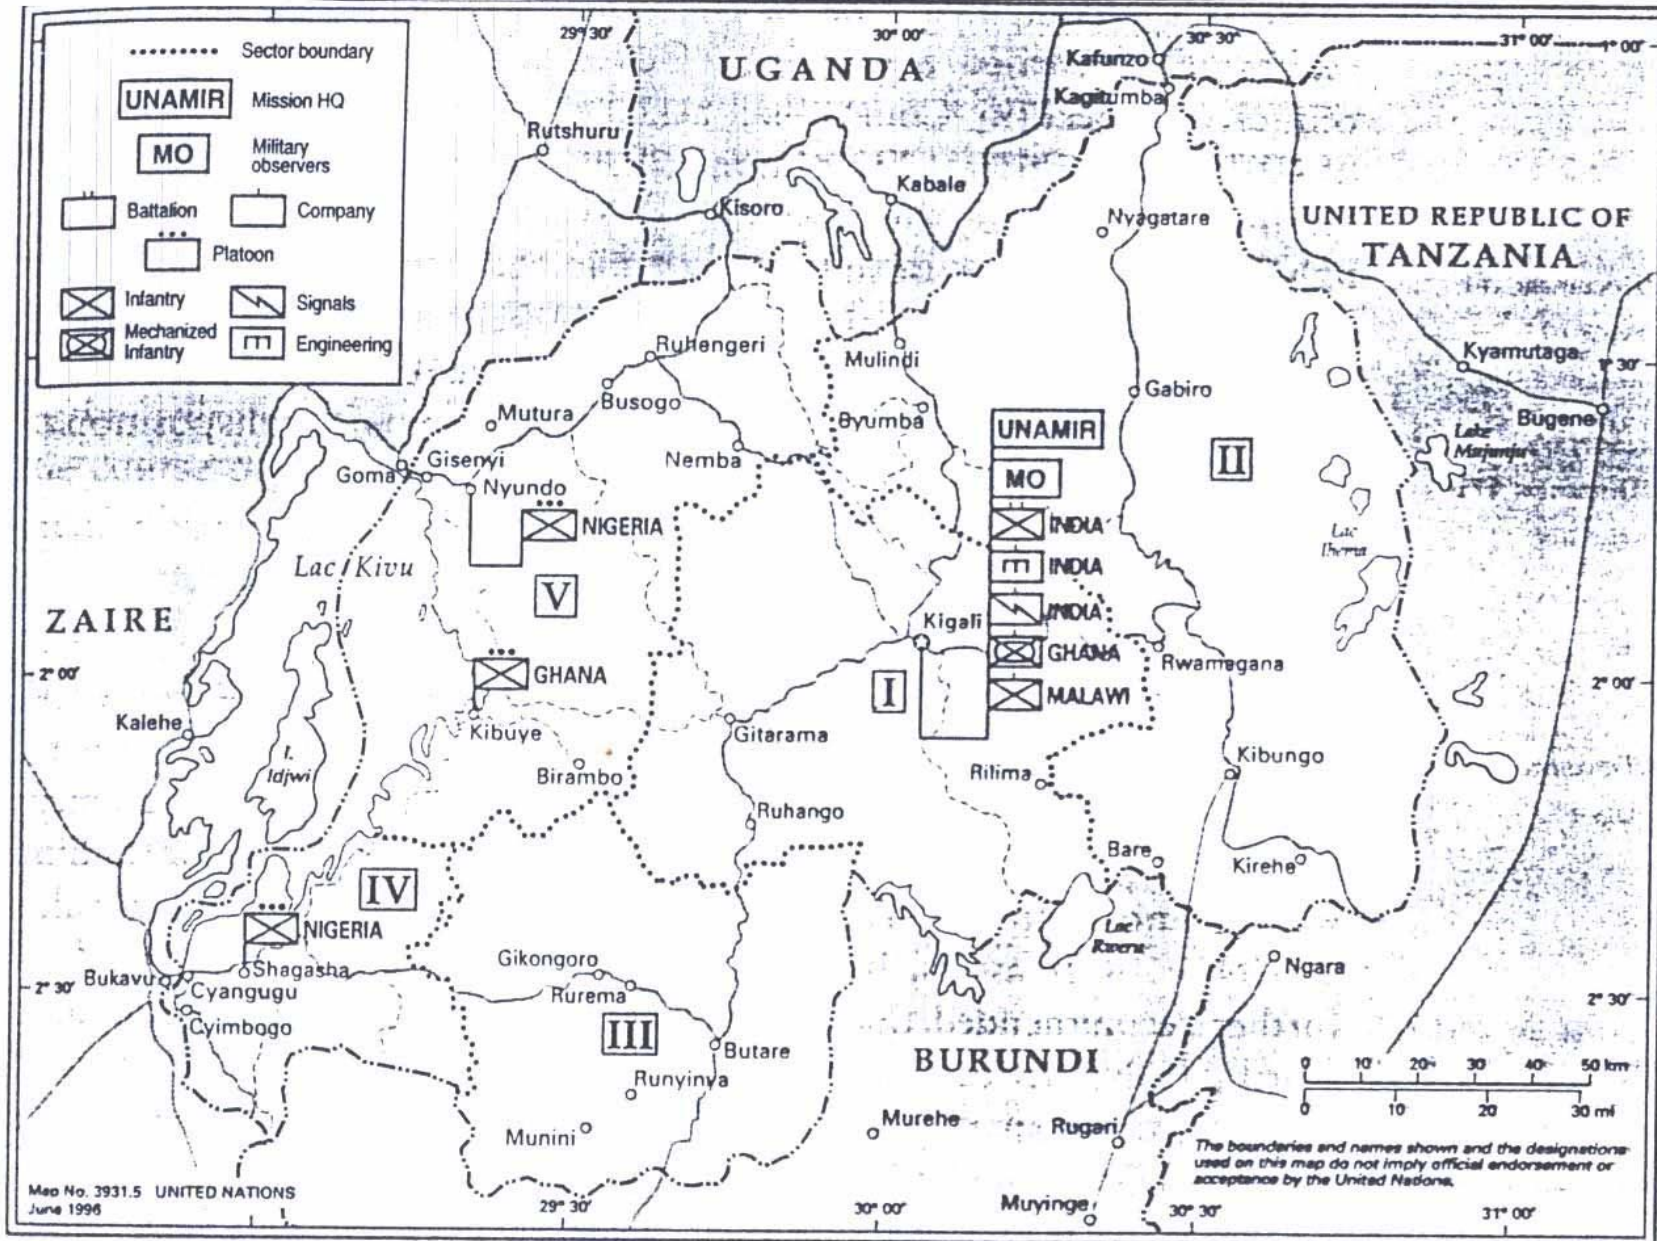 Sector boundary
UNAMIR Mission HQ
MO Military
observers
Battalion Company
Platoon
Infantry Signals
Mechanized
Infantry
Engineering
29° 30'
30° 00'
30° 30'
31° 00'
1° 00'
UGANDA
Kafunzo
Kagitumba
Rutshuru
Kabale
Kisoro
Nyagatare
UNITED REPUBLIC OF
TANZANIA
Ruhengeri
Mulindi
Kyamutaga
1° 30'
Busogo
Gabiro
Mutura
Byumba
Bugene
UNAMIR
Gisenyi
Nemba
II
Goma
Nyundo
MO
NIGERIA
INDIA
Lac Kivu
INDIA
Lac
Ihema
V
INDIA
ZAIRE
Kigali
GHANA
Rwamagana
GHANA
2° 00'
I
MALAWI
2° 00'
Kalehe
Kibuye
Gitarama
I.
Idjwi
Birambo
Rilima
Kibungo
Ruhango
Bare
Kirehe
IV
NIGERIA
Lac
Rweru
Gikongoro
Bukavu
Shagasha
Ngara
2° 30'
Cyangugu
Rurema
2° 30'
Cyimbogo
III
Butare
BURUNDI
0 10 20 30 40 50 km
Runyinya
0 10 20 30 mi
Munini
Murehe
Rugari
The boundaries and names shown and the designations
used on this map do not imply official endorsement or
acceptance by the United Nations.
Map No. 3931.5 UNITED NATIONS
June 1996
Muyinge
29° 30'
30° 00'
30° 30'
31° 00'